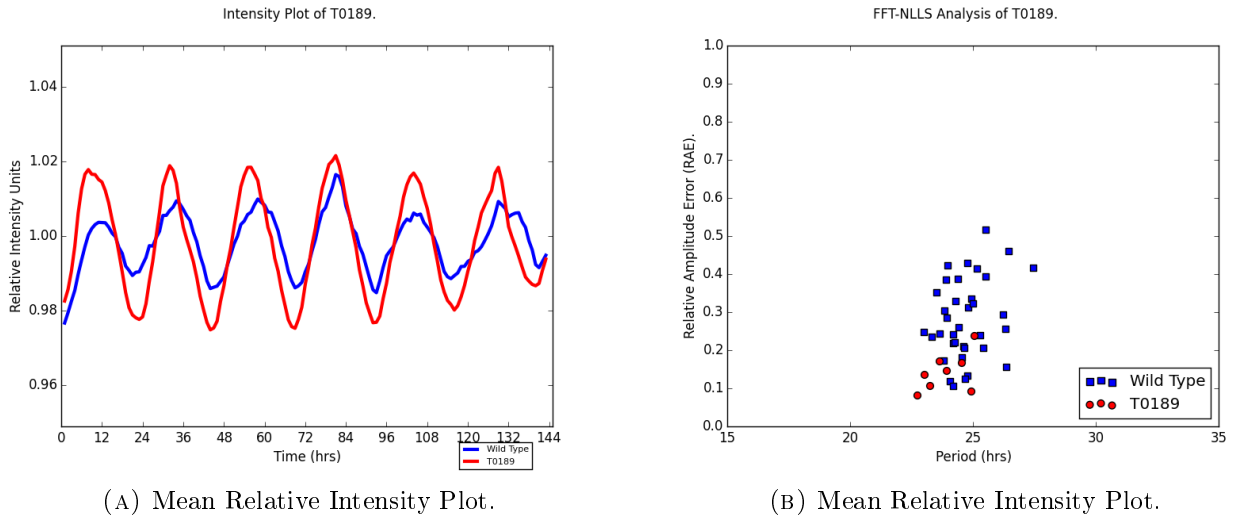 Intensity Plot of T0189.
Relative Intensity Units
1.04
1.02
1.00
0.98
0.96
0 12 24 36 48 60 72 84 96 108 120 132 144
Time (hrs)
Wild Type
T0189
(A) Mean Relative Intensity Plot.
FFT-NLLS Analysis of T0189.
Relative Amplitude Error (RAE).
1.0
0.9
0.8
0.7
0.6
0.5
0.4
0.3
0.2
0.1
0.0
15 20 25 30 35
Period (hrs)
Wild Type
T0189
(B) Mean Relative Intensity Plot.